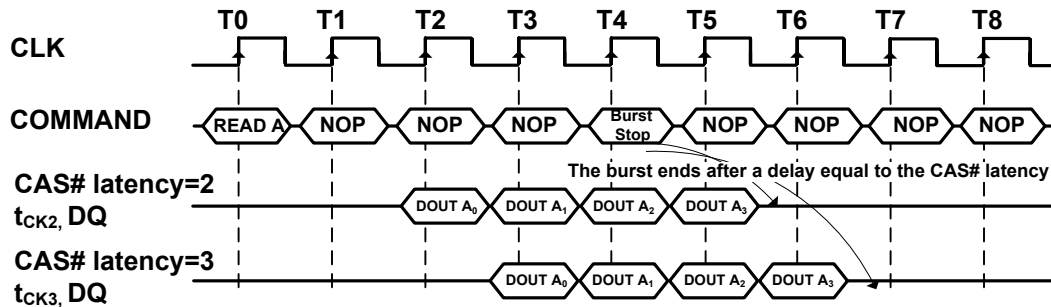 T0 T1 T2 T3 T4 T5 T6 T7 T8
CLK
COMMAND
READ A NOP NOP NOP Burst Stop NOP NOP NOP NOP
The burst ends after a delay equal to the CAS# latency
CAS# latency=2
tCK2, DQ
DOUT A0 DOUT A1 DOUT A2 DOUT A3
CAS# latency=3
tCK3, DQ
DOUT A0 DOUT A1 DOUT A2 DOUT A3